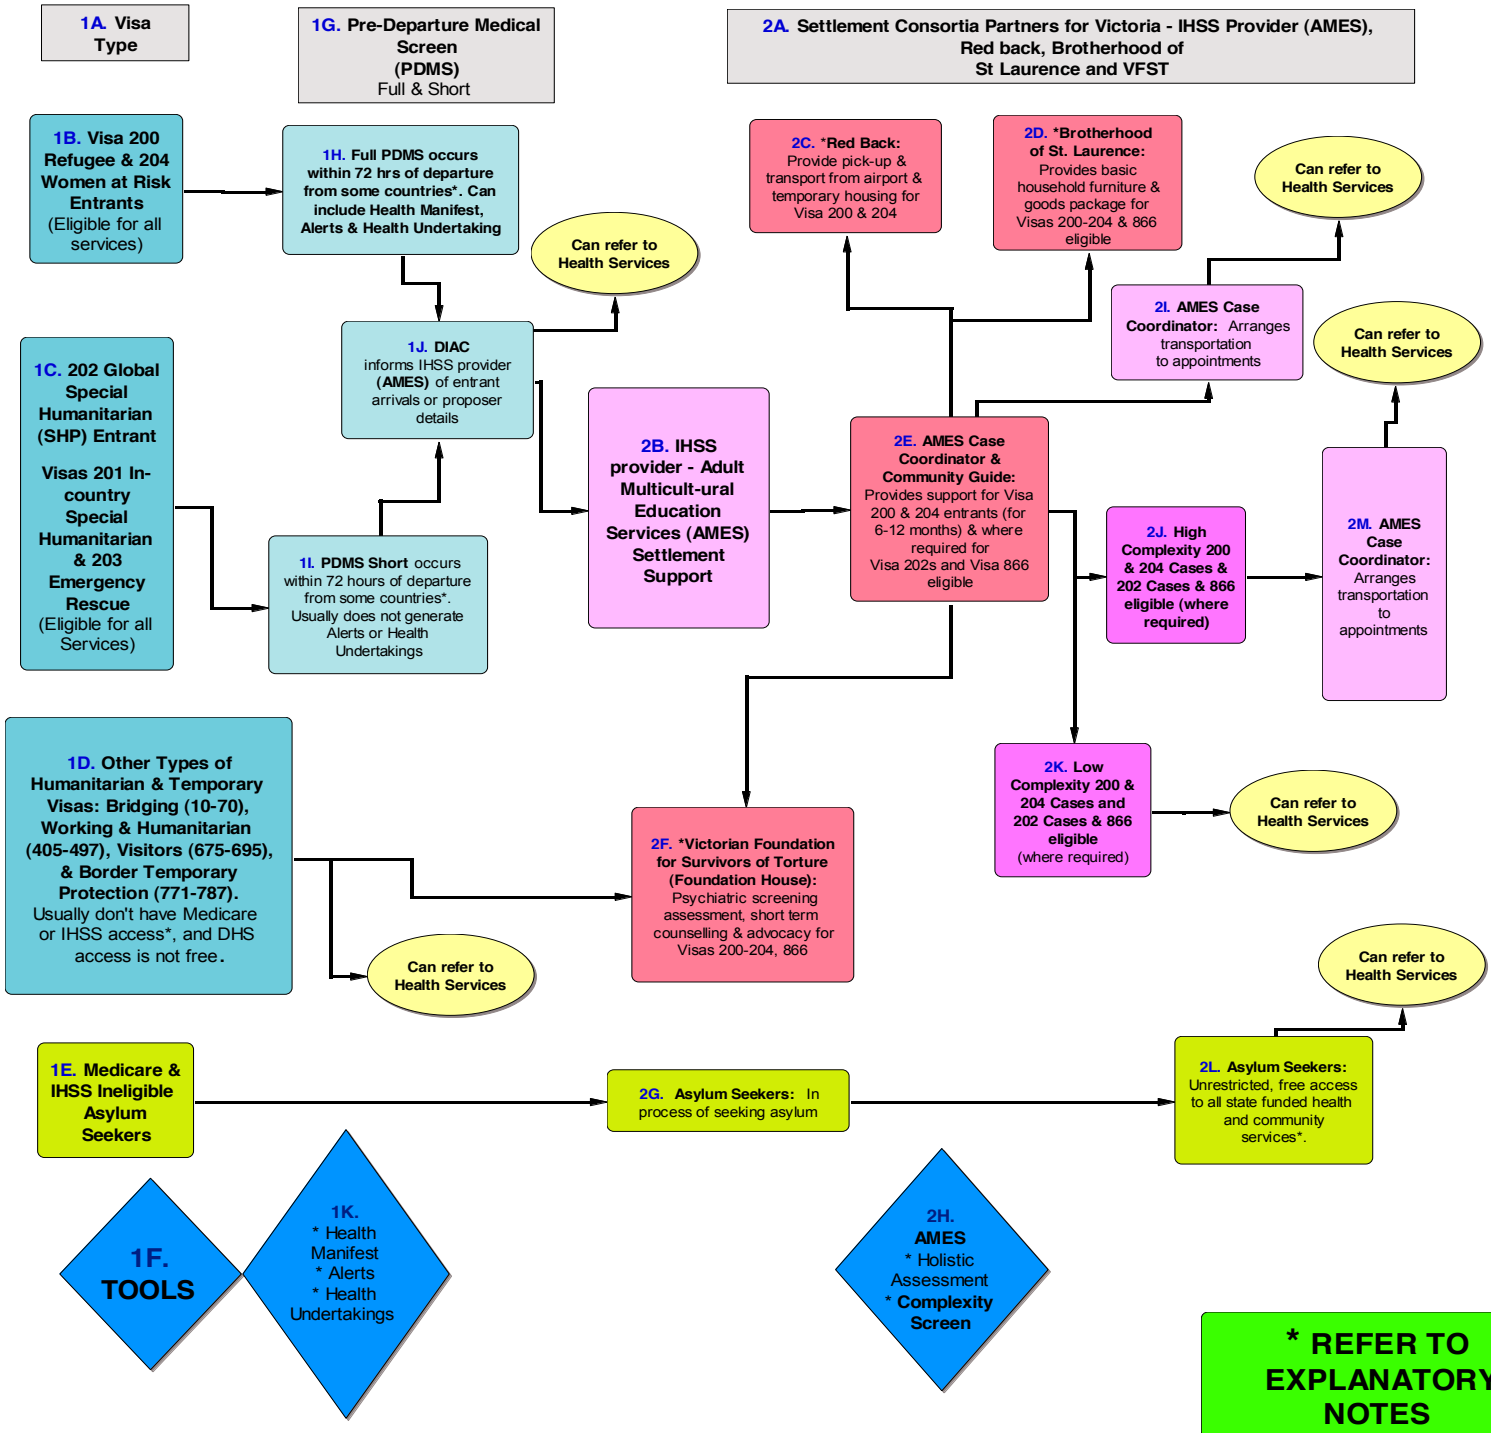 1A. Visa
Type
1G. Pre-Departure Medical
Screen
(PDMS)
Full & Short
2A. Settlement Consortia Partners for Victoria - IHSS Provider (AMES),
Red back, Brotherhood of
St Laurence and VFST
1B. Visa 200
Refugee & 204
Women at Risk
Entrants
(Eligible for all
services)
1H. Full PDMS occurs
within 72 hrs of departure
from some countries*. Can
include Health Manifest,
Alerts & Health Undertaking
Can refer to
Health Services
2C. *Red Back:
Provide pick-up &
transport from airport &
temporary housing for
Visa 200 & 204
2D. *Brotherhood
of St. Laurence:
Provides basic
household furniture &
goods package for
Visas 200-204 & 866
eligible
Can refer to
Health Services
1C. 202 Global
Special
Humanitarian
(SHP) Entrant
Visas 201 In-
country
Special
Humanitarian
& 203
Emergency
Rescue
(Eligible for all
Services)
1J. DIAC
informs IHSS provider
(AMES) of entrant
arrivals or proposer
details
2I. AMES Case
Coordinator: Arranges
transportation
to appointments
Can refer to
Health Services
1I. PDMS Short occurs
within 72 hours of departure
from some countries*.
Usually does not generate
Alerts or Health
Undertakings
2B. IHSS
provider - Adult
Multicult-ural
Education
Services (AMES)
Settlement
Support
2E. AMES Case
Coordinator &
Community Guide:
Provides support for Visa
200 & 204 entrants (for
6-12 months) & where
required for
Visa 202s and Visa 866
eligible
2J. High
Complexity 200
& 204 Cases &
202 Cases & 866
eligible (where
required)
2M. AMES
Case
Coordinator:
Arranges
transportation
to
appointments
1D. Other Types of
Humanitarian & Temporary
Visas: Bridging (10-70),
Working & Humanitarian
(405-497), Visitors (675-695),
& Border Temporary
Protection (771-787).
Usually don't have Medicare
or IHSS access*, and DHS
access is not free.
Can refer to
Health Services
2F. *Victorian Foundation
for Survivors of Torture
(Foundation House):
Psychiatric screening
assessment, short term
counselling & advocacy for
Visas 200-204, 866
2K. Low
Complexity 200 &
204 Cases and
202 Cases & 866
eligible
(where required)
Can refer to
Health Services
Can refer to
Health Services
1E. Medicare &
IHSS Ineligible
Asylum
Seekers
2G. Asylum Seekers: In
process of seeking asylum
2L. Asylum Seekers:
Unrestricted, free access
to all state funded health
and community
services*.
1F.
TOOLS
1K.
* Health
Manifest
* Alerts
* Health
Undertakings
2H.
AMES
* Holistic
Assessment
* Complexity
Screen
* REFER TO
EXPLANATORY
NOTES